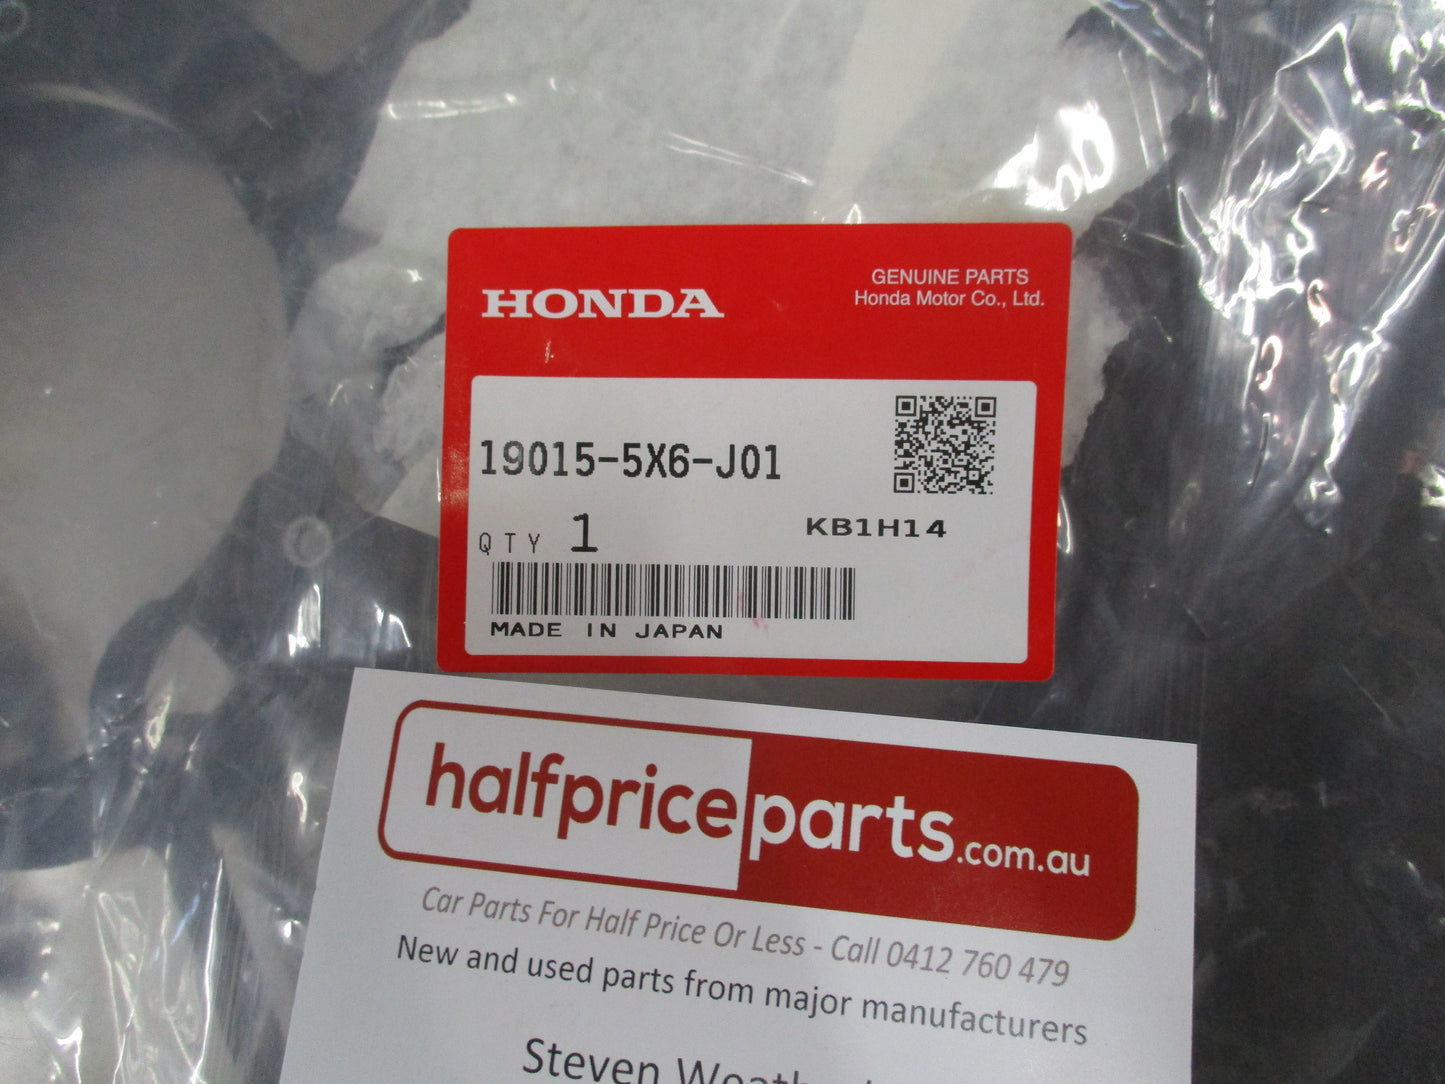 HONDA
GENUINE PARTS
Honda Motor Co., Ltd.
19015-5X6-J01
QTY 1
KB1H14
MADE IN JAPAN
halfpriceparts.com.au
Car Parts For Half Price Or Less - Call 0412 760 479
New and used parts from major manufacturers
Steven